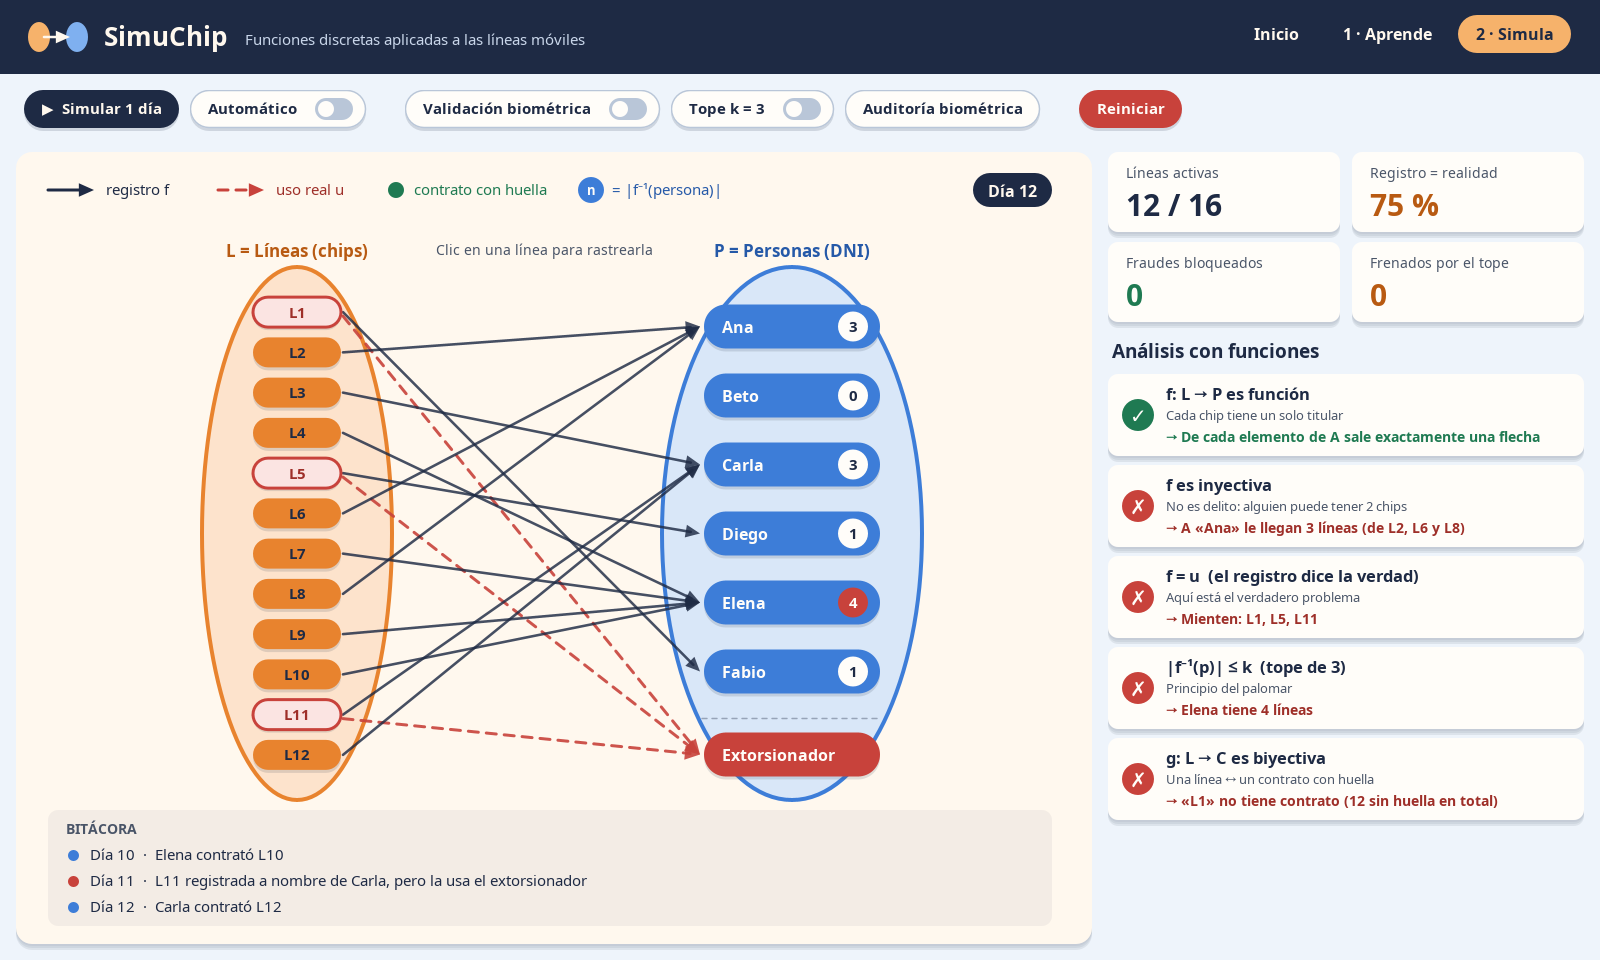 SimuChip
Funciones discretas aplicadas a las líneas móviles
Inicio
1 · Aprende
2 · Simula
▶ Simular 1 día
Automático
Validación biométrica
Tope k = 3
Auditoría biométrica
Reiniciar
registro f
uso real u
contrato con huella
n = |f⁻¹(persona)|
Día 12
L = Líneas (chips)
Clic en una línea para rastrearla
P = Personas (DNI)
L1
L2
L3
L4
L5
L6
L7
L8
L9
L10
L11
L12
Ana 3
Beto 0
Carla 3
Diego 1
Elena 4
Fabio 1
Extorsionador
BITÁCORA
Día 10 · Elena contrató L10
Día 11 · L11 registrada a nombre de Carla, pero la usa el extorsionador
Día 12 · Carla contrató L12
Líneas activas
12 / 16
Registro = realidad
75 %
Fraudes bloqueados
0
Frenados por el tope
0
Análisis con funciones
✓
f: L → P es función
Cada chip tiene un solo titular
→ De cada elemento de A sale exactamente una flecha
✗
f es inyectiva
No es delito: alguien puede tener 2 chips
→ A «Ana» le llegan 3 líneas (de L2, L6 y L8)
✗
f = u (el registro dice la verdad)
Aquí está el verdadero problema
→ Mienten: L1, L5, L11
✗
|f⁻¹(p)| ≤ k (tope de 3)
Principio del palomar
→ Elena tiene 4 líneas
✗
g: L → C es biyectiva
Una línea ↔ un contrato con huella
→ «L1» no tiene contrato (12 sin huella en total)